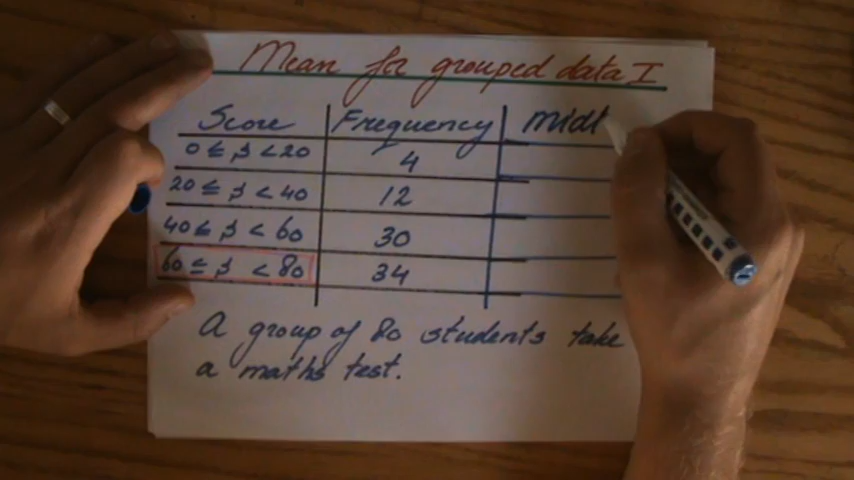 Mean for grouped data I
Score Frequency Midp
0 ≤ s < 20 4
20 ≤ s < 40 12
40 ≤ s < 60 30
60 ≤ s < 80 34
A group of 80 students take
a maths test.